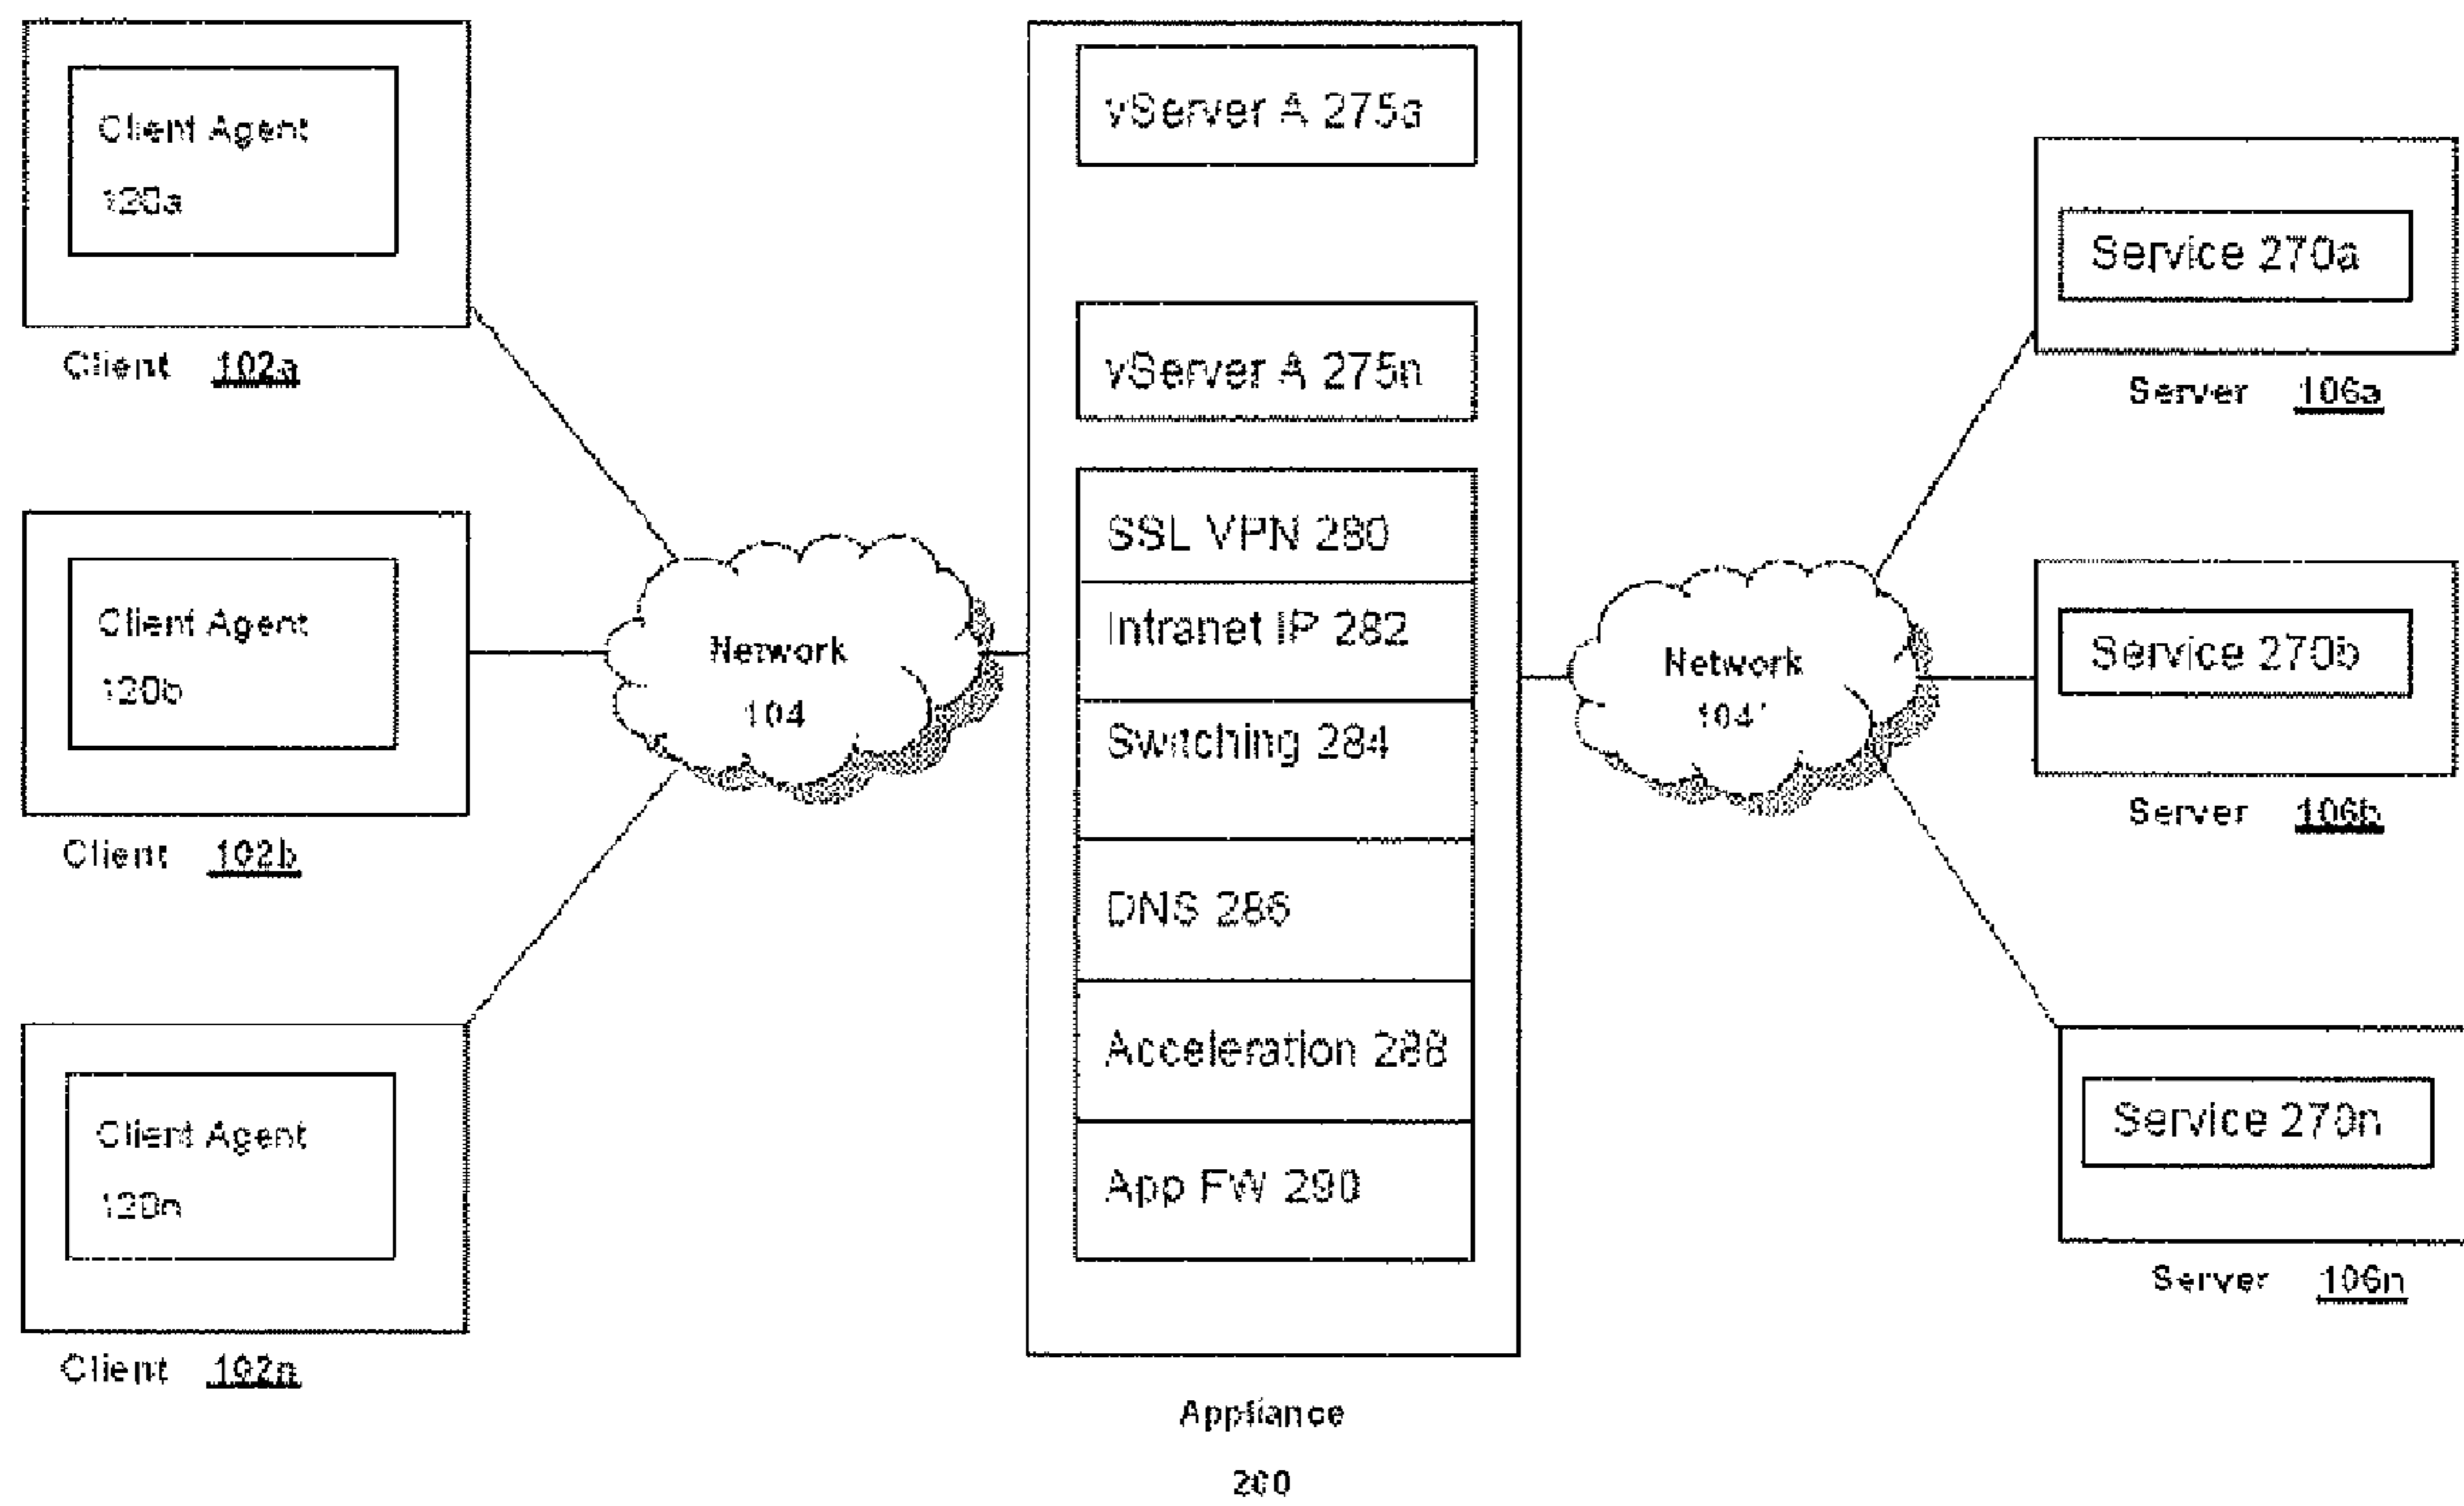 Client Agent
120a
Client 102a
Client Agent
120b
Client 102b
Client Agent
120n
Client 102n
Network
104
vServer A 275a
vServer A 275n
SSL VPN 280
Intranet IP 282
Switching 284
DNS 286
Acceleration 288
App FW 290
Appliance
200
Network
104'
Service 270a
Server 106a
Service 270b
Server 106b
Service 270n
Server 106n